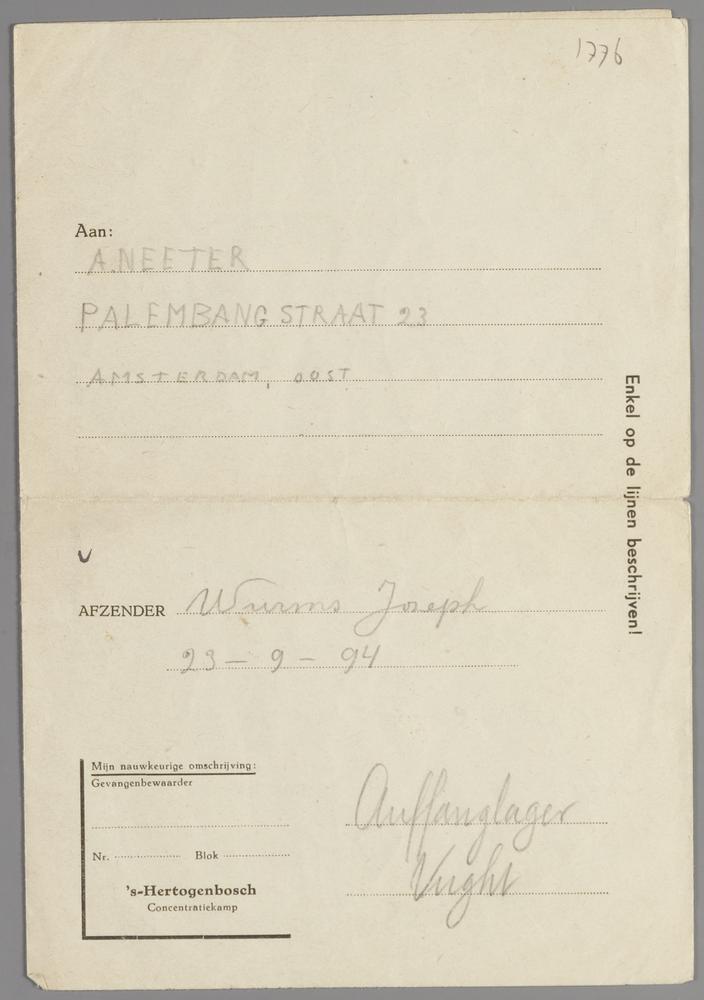 1776
Aan:
A. NEETER
PALEMBANG STRAAT 23
AMSTERDAM, OOST
Enkel op de lijnen beschrijven!
AFZENDER Wurms Joseph
23 - 9 - 94
Mijn nauwkeurige omschrijving:
Gevangenbewaarder
Nr. Blok
's-Hertogenbosch
Concentratiekamp
Auffanglager
Vught